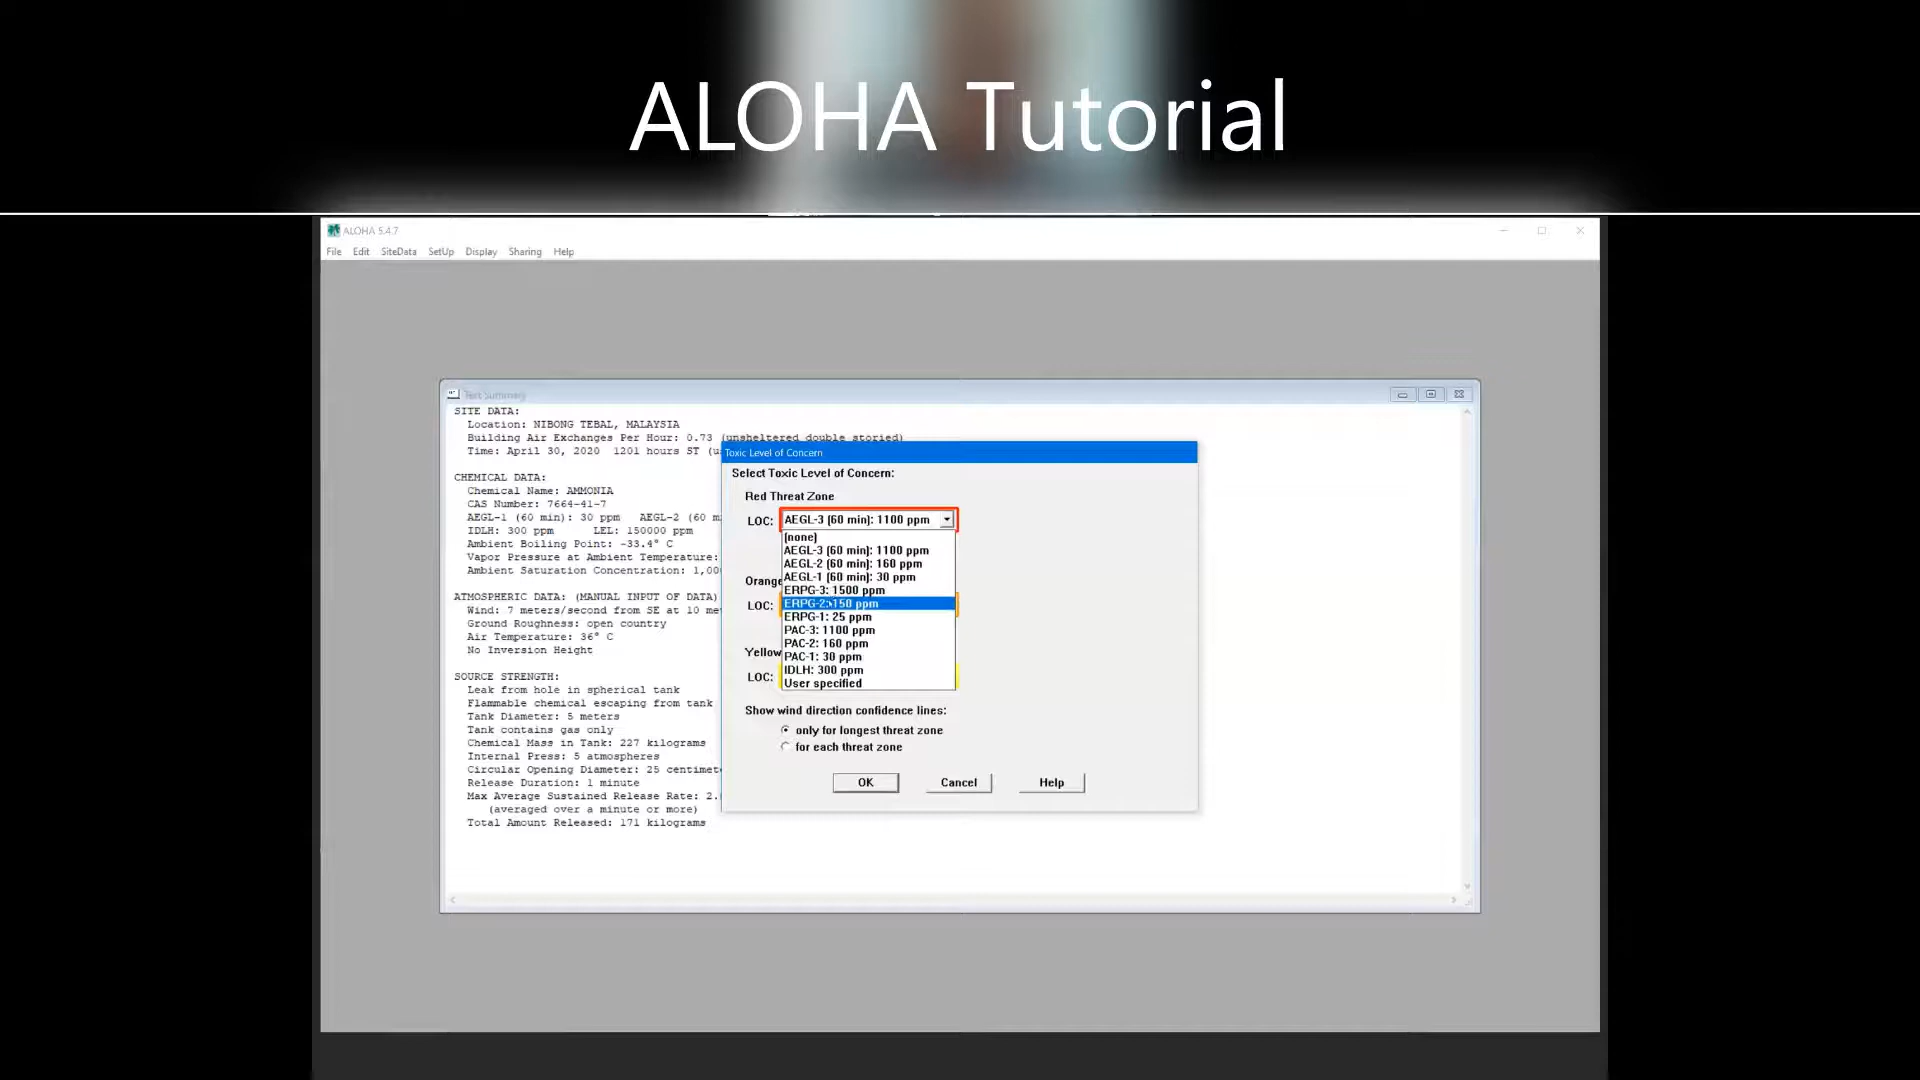 ALOHA Tutorial
ALOHA 5.4.7
File Edit SiteData SetUp Display Sharing Help
Text Summary
SITE DATA:
Location: NIBONG TEBAL, MALAYSIA
Building Air Exchanges Per Hour: 0.73 (unsheltered double storied)
Time: April 30, 2020 1201 hours ST (u
CHEMICAL DATA:
Chemical Name: AMMONIA
CAS Number: 7664-41-7
AEGL-1 (60 min): 30 ppm AEGL-2 (60 m
IDLH: 300 ppm LEL: 150000 ppm
Ambient Boiling Point: -33.4° C
Vapor Pressure at Ambient Temperature:
Ambient Saturation Concentration: 1,00
ATMOSPHERIC DATA: (MANUAL INPUT OF DATA)
Wind: 7 meters/second from SE at 10 me
Ground Roughness: open country
Air Temperature: 36° C
No Inversion Height
SOURCE STRENGTH:
Leak from hole in spherical tank
Flammable chemical escaping from tank
Tank Diameter: 5 meters
Tank contains gas only
Chemical Mass in Tank: 227 kilograms
Internal Press: 5 atmospheres
Circular Opening Diameter: 25 centimet
Release Duration: 1 minute
Max Average Sustained Release Rate: 2.
(averaged over a minute or more)
Total Amount Released: 171 kilograms
Toxic Level of Concern
Select Toxic Level of Concern:
Red Threat Zone
LOC: AEGL-3 (60 min): 1100 ppm
(none)
AEGL-3 (60 min): 1100 ppm
AEGL-2 (60 min): 160 ppm
AEGL-1 (60 min): 30 ppm
ERPG-3: 1500 ppm
ERPG-2: 150 ppm
ERPG-1: 25 ppm
PAC-3: 1100 ppm
PAC-2: 160 ppm
PAC-1: 30 ppm
IDLH: 300 ppm
User specified
Orange
LOC:
Yellow
LOC:
Show wind direction confidence lines:
only for longest threat zone
for each threat zone
OK Cancel Help